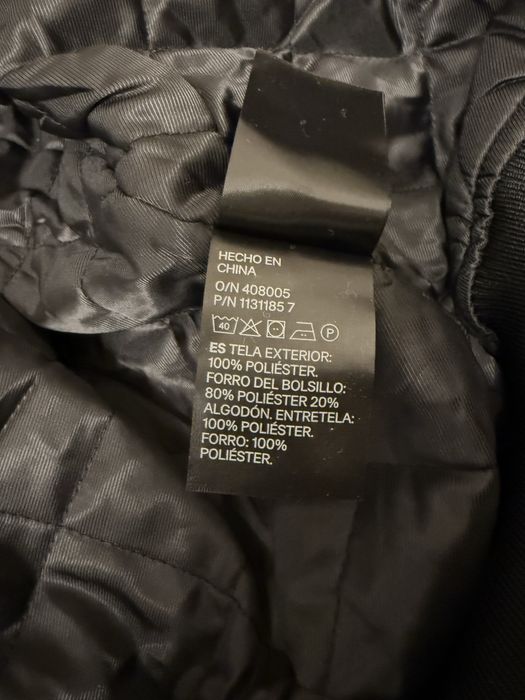 HECHO EN
CHINA
O/N 408005
P/N 1131185 7
40 P
ES TELA EXTERIOR:
100% POLIÉSTER.
FORRO DEL BOLSILLO:
80% POLIÉSTER 20%
ALGODÓN. ENTRETELA:
100% POLIÉSTER.
FORRO: 100%
POLIÉSTER.